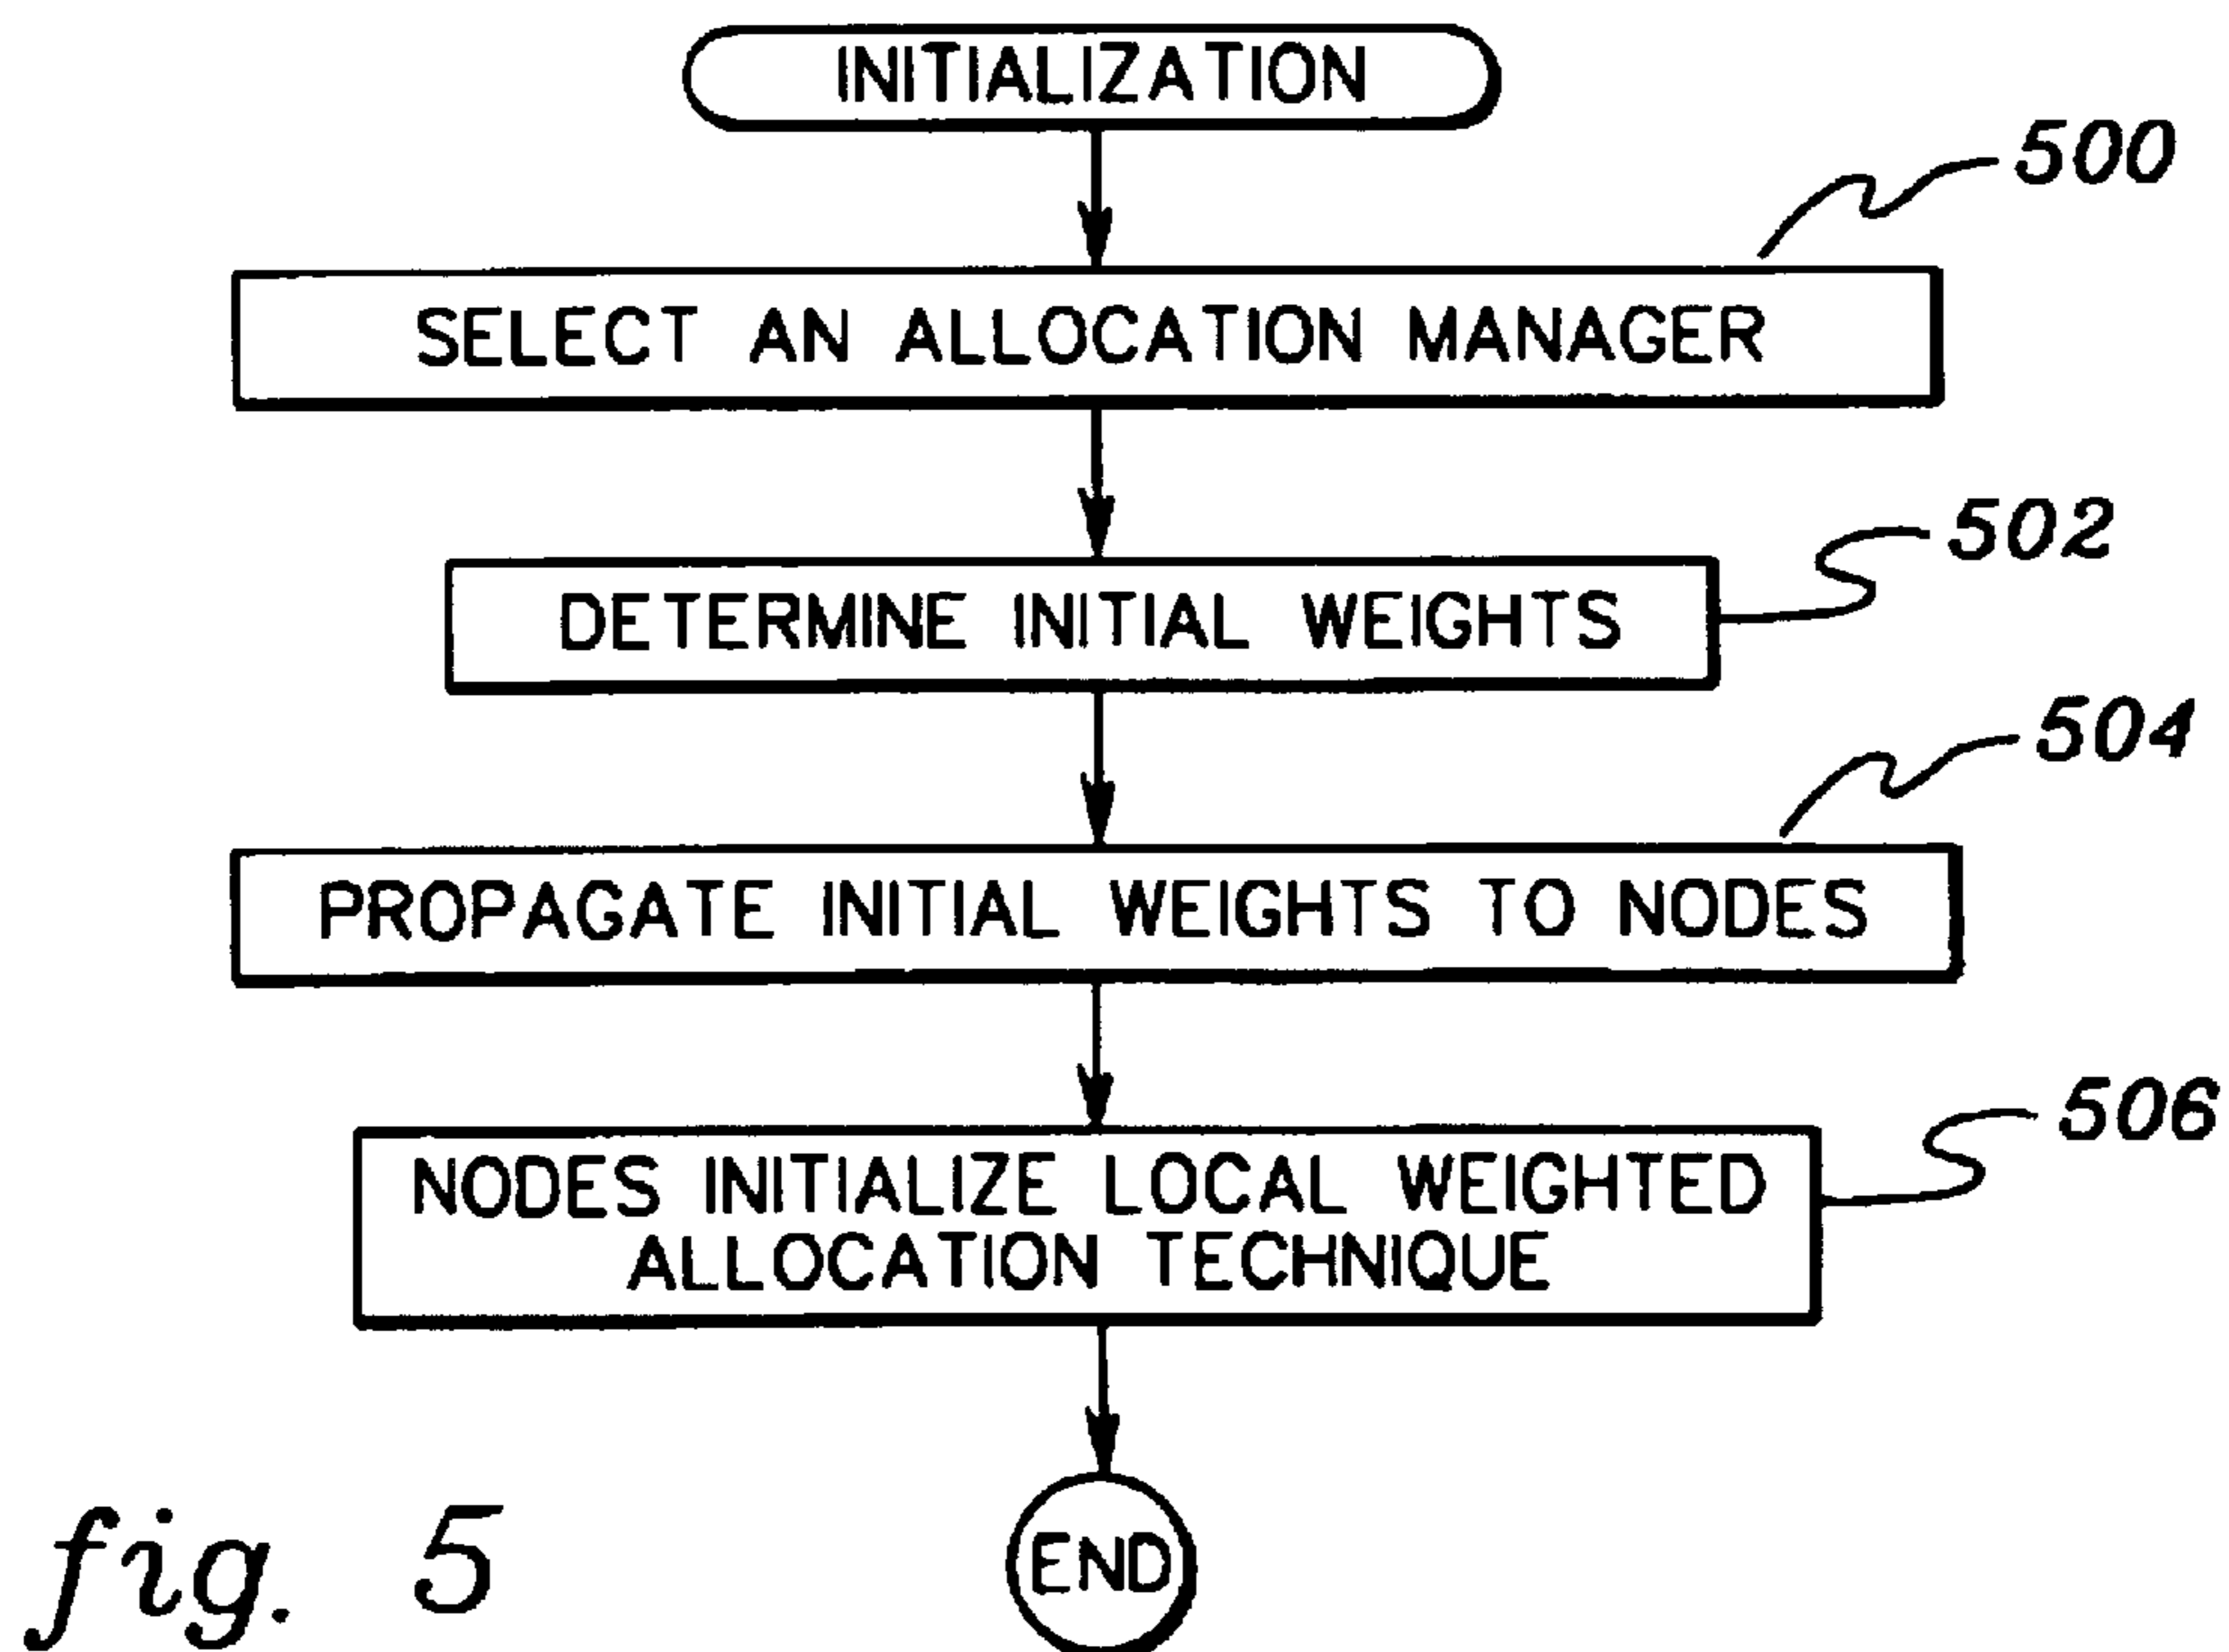 INITIALIZATION
500
SELECT AN ALLOCATION MANAGER
502
DETERMINE INITIAL WEIGHTS
504
PROPAGATE INITIAL WEIGHTS TO NODES
506
NODES INITIALIZE LOCAL WEIGHTED
ALLOCATION TECHNIQUE
END
fig. 5